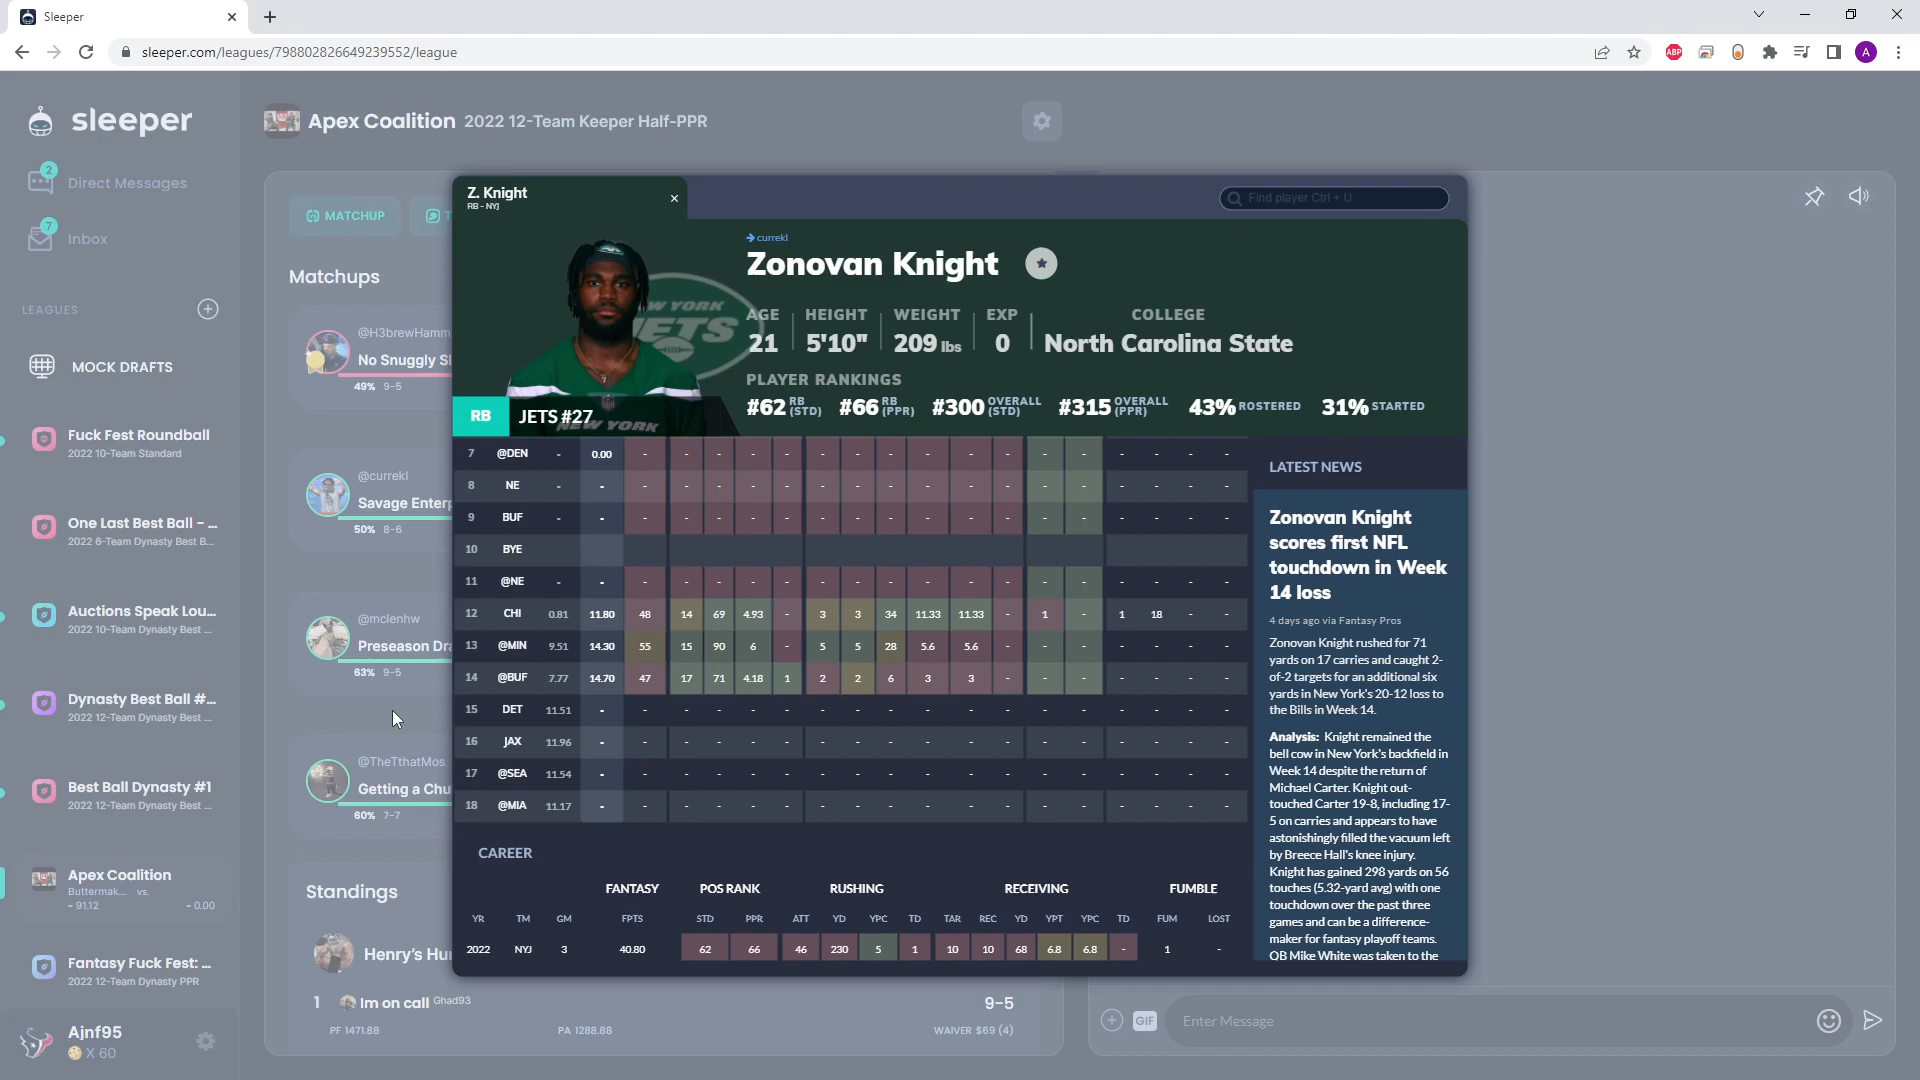 Sleeper
sleeper.com/leagues/798802826649239552/league
ABP
A
sleeper
2
Direct Messages
7
Inbox
LEAGUES
MOCK DRAFTS
Fuck Fest Roundball
2022 10-Team Standard
One Last Best Ball - ...
2022 6-Team Dynasty Best B...
Auctions Speak Lou...
2022 10-Team Dynasty Best ...
Dynasty Best Ball #...
2022 12-Team Dynasty Best ...
Best Ball Dynasty #1
2022 12-Team Dynasty Best ...
Apex Coalition
Buttermak... vs.
- 91.12 - 0.00
Fantasy Fuck Fest: ...
2022 12-Team Dynasty PPR
Ajnf95
X 60
Apex Coalition 2022 12-Team Keeper Half-PPR
MATCHUP
Matchups
@H3brewHamm
No Snuggly Sl
49% 9-5
@currekl
Savage Enterp
50% 8-6
@mclenhw
Preseason Dra
63% 9-5
@TheTthatMos
Getting a Chu
60% 7-7
Standings
Henry's Hu
1 Im on call Ghad93 9-5
PF 1471.88 PA 1288.88 WAIVER $69 (4)
Z. Knight
RB - NYJ
Find player Ctrl + U
currekl
Zonovan Knight
AGE HEIGHT WEIGHT EXP COLLEGE
21 5'10" 209 lbs 0 North Carolina State
PLAYER RANKINGS
#62 RB (STD) #66 RB (PPR) #300 OVERALL (STD) #315 OVERALL (PPR) 43% ROSTERED 31% STARTED
NEW YORK
JETS
RB JETS #27
NEW YORK
7 @DEN - 0.00 - - - - - - - - - - - - - - - - -
8 NE - - - - - - - - - - - - - - - - - - -
9 BUF - - - - - - - - - - - - - - - - - - -
10 BYE
11 @NE - - - - - - - - - - - - - - - - - - -
12 CHI 0.81 11.80 48 14 69 4.93 - 3 3 34 11.33 11.33 - 1 - 1 18 - -
13 @MIN 9.51 14.30 55 15 90 6 - 5 5 28 5.6 5.6 - - - - - - -
14 @BUF 7.77 14.70 47 17 71 4.18 1 2 2 6 3 3 - - - - - - -
15 DET 11.51 - - - - - - - - - - - - - - - - - -
16 JAX 11.96 - - - - - - - - - - - - - - - - - -
17 @SEA 11.54 - - - - - - - - - - - - - - - - - -
18 @MIA 11.17 - - - - - - - - - - - - - - - - - -
CAREER
FANTASY POS RANK RUSHING RECEIVING FUMBLE
YR TM GM FPTS STD PPR ATT YD YPC TD TAR REC YD YPT YPC TD FUM LOST
2022 NYJ 3 40.80 62 66 46 230 5 1 10 10 68 6.8 6.8 - 1 -
LATEST NEWS
Zonovan Knight
scores first NFL
touchdown in Week
14 loss
4 days ago via Fantasy Pros
Zonovan Knight rushed for 71
yards on 17 carries and caught 2-
of-2 targets for an additional six
yards in New York's 20-12 loss to
the Bills in Week 14.
Analysis: Knight remained the
bell cow in New York's backfield in
Week 14 despite the return of
Michael Carter. Knight out-
touched Carter 19-8, including 17-
5 on carries and appears to have
astonishingly filled the vacuum left
by Breece Hall's knee injury.
Knight has gained 298 yards on 56
touches (5.32-yard avg) with one
touchdown over the past three
games and can be a difference-
maker for fantasy playoff teams.
QB Mike White was taken to the
GIF
Enter Message